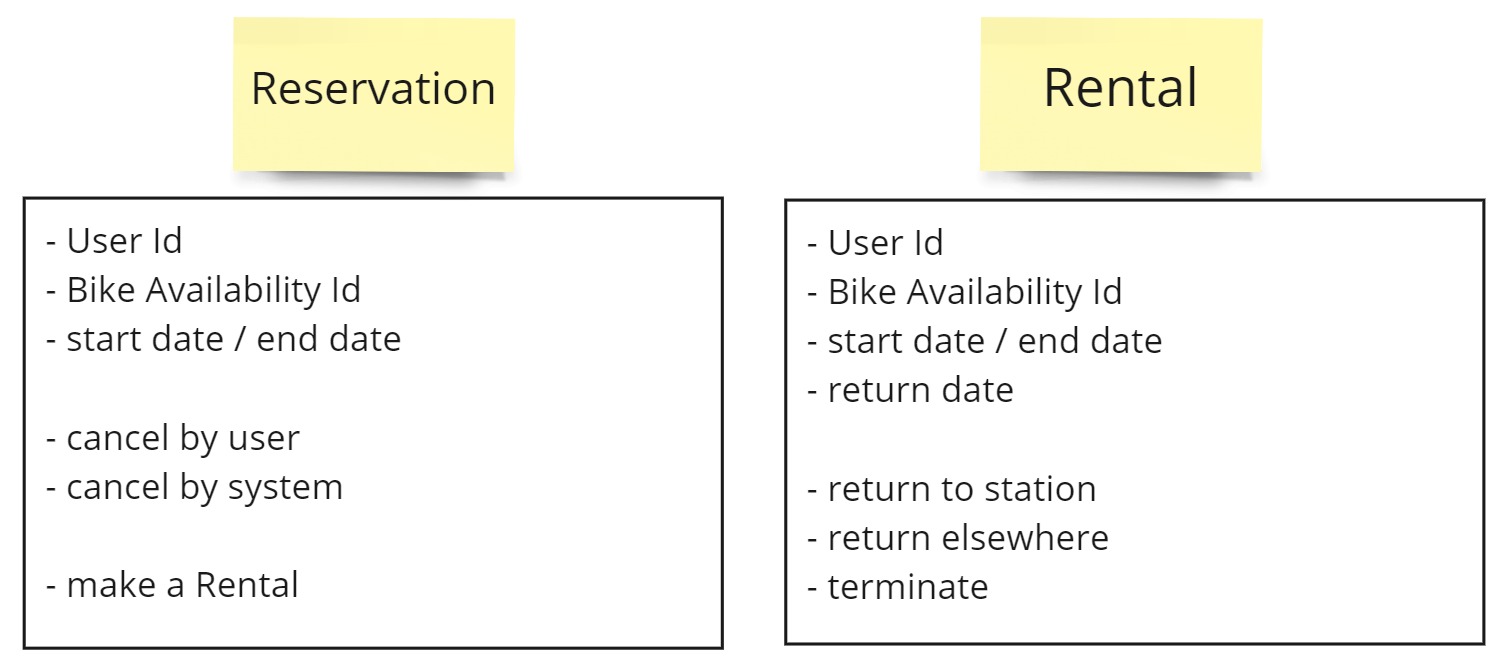 Reservation
- User Id
- Bike Availability Id
- start date / end date
- cancel by user
- cancel by system
- make a Rental
Rental
- User Id
- Bike Availability Id
- start date / end date
- return date
- return to station
- return elsewhere
- terminate